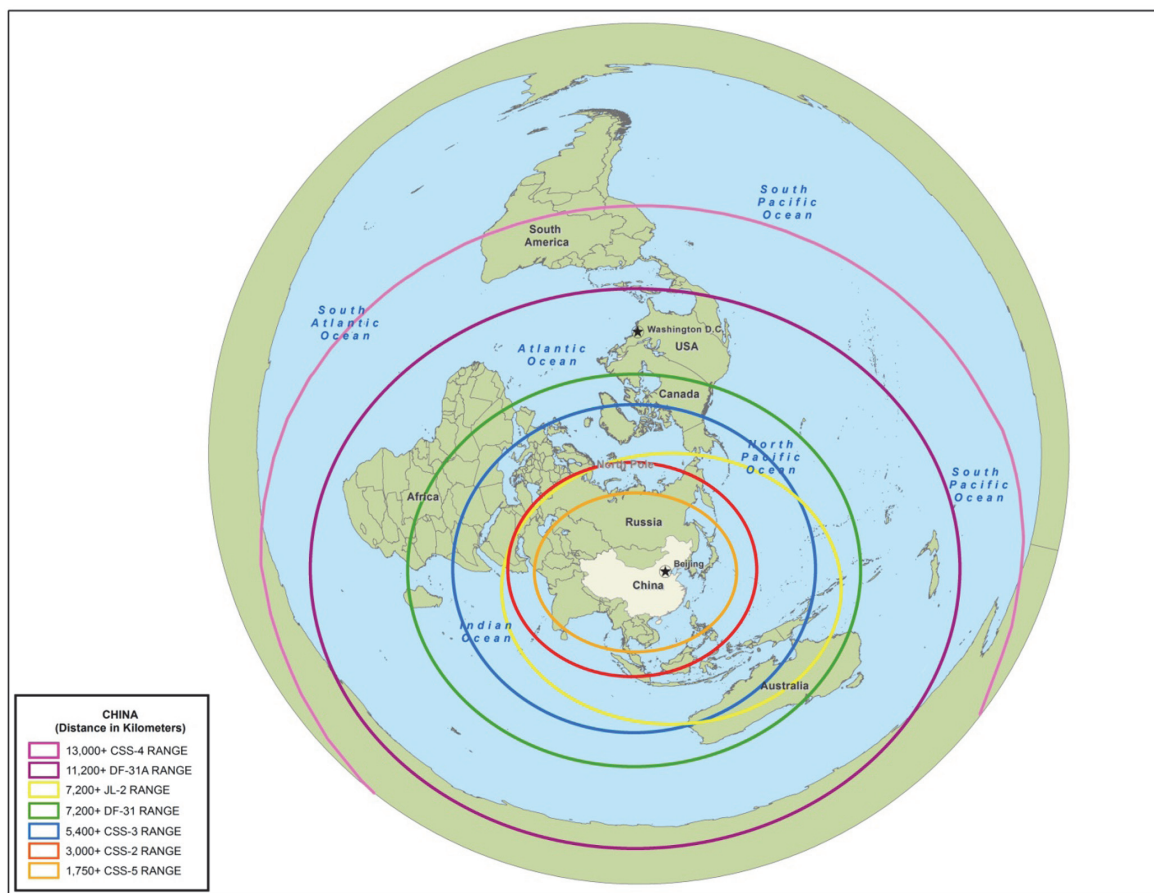 South
Pacific
Ocean
South
America
South
Atlantic
Ocean
Washington D.C.
USA
Atlantic
Ocean
Canada
North
Pacific
Ocean
North Pole
South
Pacific
Ocean
Africa
Russia
Beijing
China
Indian
Ocean
Australia
CHINA
(Distance in Kilometers)
13,000+ CSS-4 RANGE
11,200+ DF-31A RANGE
7,200+ JL-2 RANGE
7,200+ DF-31 RANGE
5,400+ CSS-3 RANGE
3,000+ CSS-2 RANGE
1,750+ CSS-5 RANGE